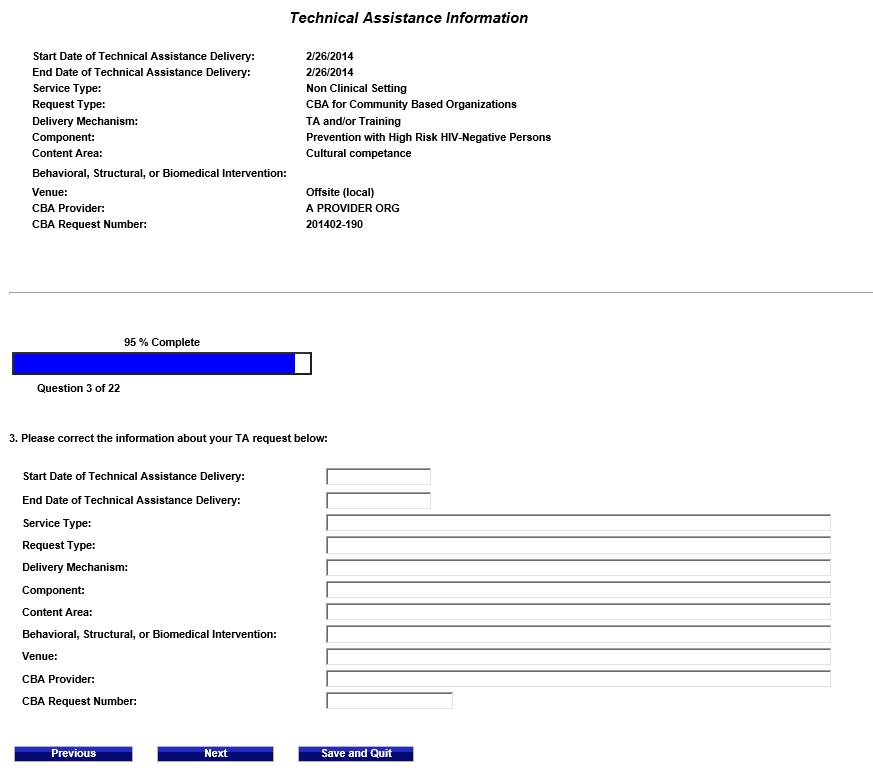 Technical Assistance Information
Start Date of Technical Assistance Delivery: 2/26/2014
End Date of Technical Assistance Delivery: 2/26/2014
Service Type: Non Clinical Setting
Request Type: CBA for Community Based Organizations
Delivery Mechanism: TA and/or Training
Component: Prevention with High Risk HIV-Negative Persons
Content Area: Cultural competance
Behavioral, Structural, or Biomedical Intervention:
Venue: Offsite (local)
CBA Provider: A PROVIDER ORG
CBA Request Number: 201402-190
95 % Complete
Question 3 of 22
3. Please correct the information about your TA request below:
Start Date of Technical Assistance Delivery:
End Date of Technical Assistance Delivery:
Service Type:
Request Type:
Delivery Mechanism:
Component:
Content Area:
Behavioral, Structural, or Biomedical Intervention:
Venue:
CBA Provider:
CBA Request Number:
Previous Next Save and Quit